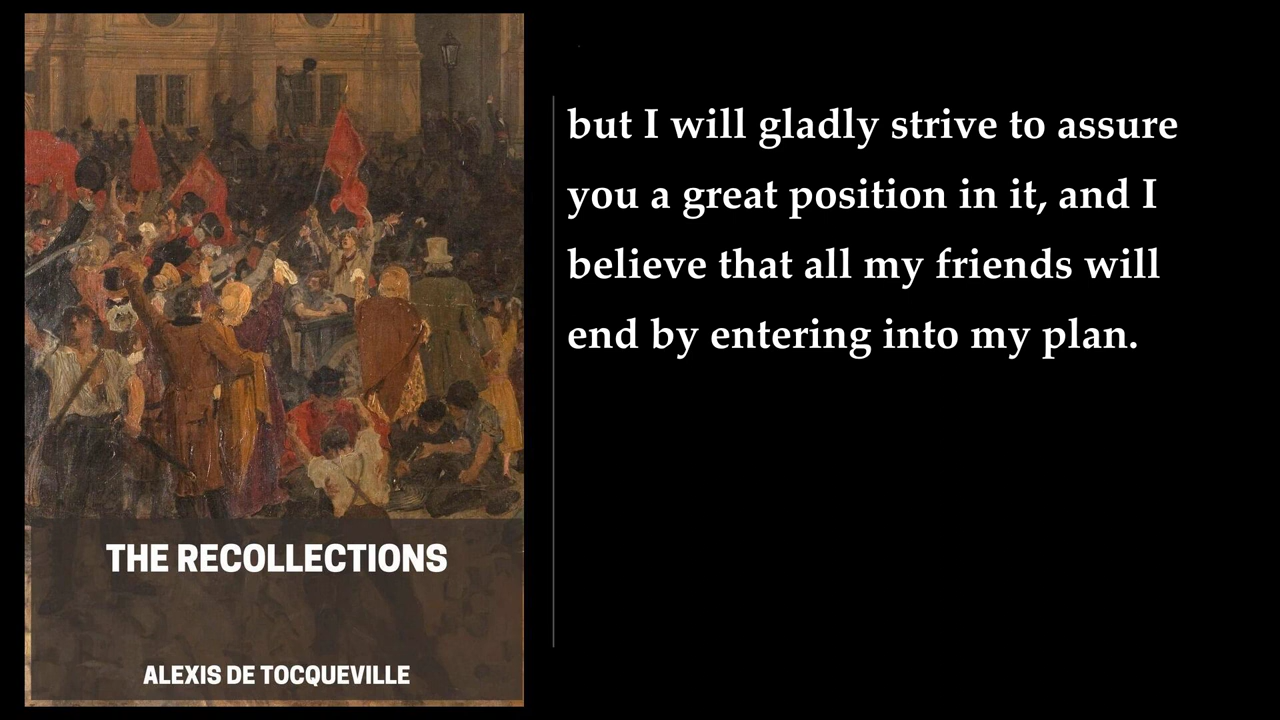 but I will gladly strive to assure
you a great position in it, and I
believe that all my friends will
end by entering into my plan.
THE RECOLLECTIONS
ALEXIS DE TOCQUEVILLE